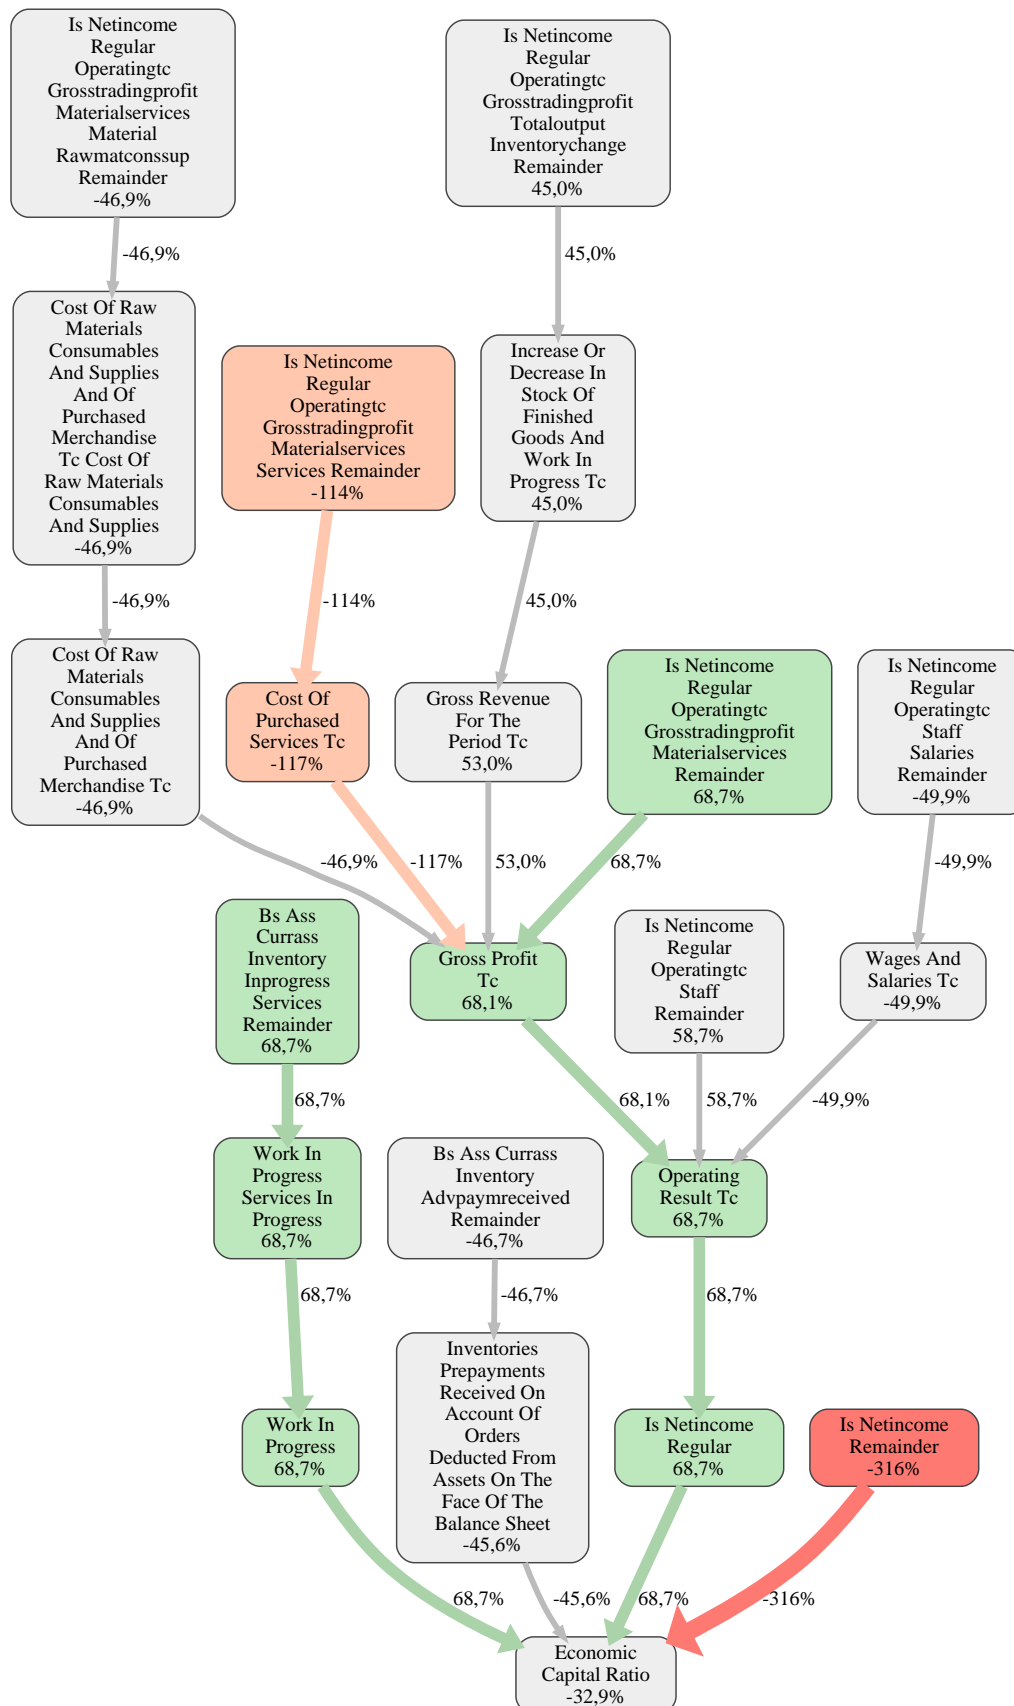 Is Netincome
Regular
Operatingtc
Grosstradingprofit
Materialservices
Material
Rawmatconssup
Remainder
-46,9%
Is Netincome
Regular
Operatingtc
Grosstradingprofit
Totaloutput
Inventorychange
Remainder
45,0%
-46,9%
45,0%
Cost Of Raw
Materials
Consumables
And Supplies
And Of
Purchased
Merchandise
Tc Cost Of
Raw Materials
Consumables
And Supplies
-46,9%
Is Netincome
Regular
Operatingtc
Grosstradingprofit
Materialservices
Services Remainder
-114%
Increase Or
Decrease In
Stock Of
Finished
Goods And
Work In
Progress Tc
45,0%
-46,9%
-114%
45,0%
Cost Of Raw
Materials
Consumables
And Supplies
And Of
Purchased
Merchandise Tc
-46,9%
Cost Of
Purchased
Services Tc
-117%
Gross Revenue
For The
Period Tc
53,0%
Is Netincome
Regular
Operatingtc
Grosstradingprofit
Materialservices
Remainder
68,7%
Is Netincome
Regular
Operatingtc
Staff
Salaries
Remainder
-49,9%
-46,9%
-117%
53,0%
68,7%
-49,9%
Bs Ass
Currass
Inventory
Inprogress
Services
Remainder
68,7%
Gross Profit
Tc
68,1%
Is Netincome
Regular
Operatingtc
Staff
Remainder
58,7%
Wages And
Salaries Tc
-49,9%
68,7%
68,1%
58,7%
-49,9%
Work In
Progress
Services In
Progress
68,7%
Bs Ass Currass
Inventory
Advpaymreceived
Remainder
-46,7%
Operating
Result Tc
68,7%
68,7%
-46,7%
68,7%
Work In
Progress
68,7%
Inventories
Prepayments
Received On
Account Of
Orders
Deducted From
Assets On The
Face Of The
Balance Sheet
-45,6%
Is Netincome
Regular
68,7%
Is Netincome
Remainder
-316%
68,7%
-45,6%
68,7%
-316%
Economic
Capital Ratio
-32,9%